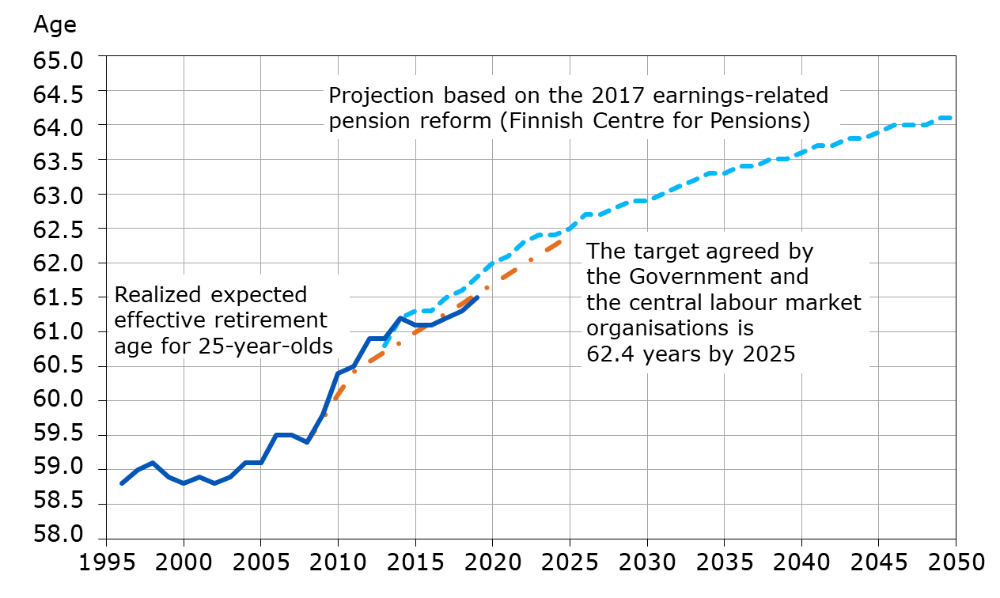 Age
65.0
64.5
64.0
63.5
63.0
62.5
62.0
61.5
61.0
60.5
60.0
59.5
59.0
58.5
58.0
Projection based on the 2017 earnings-related
pension reform (Finnish Centre for Pensions)
The target agreed by
the Government and
the central labour market
organisations is
62.4 years by 2025
Realized expected
effective retirement
age for 25-year-olds
1995 2000 2005 2010 2015 2020 2025 2030 2035 2040 2045 2050